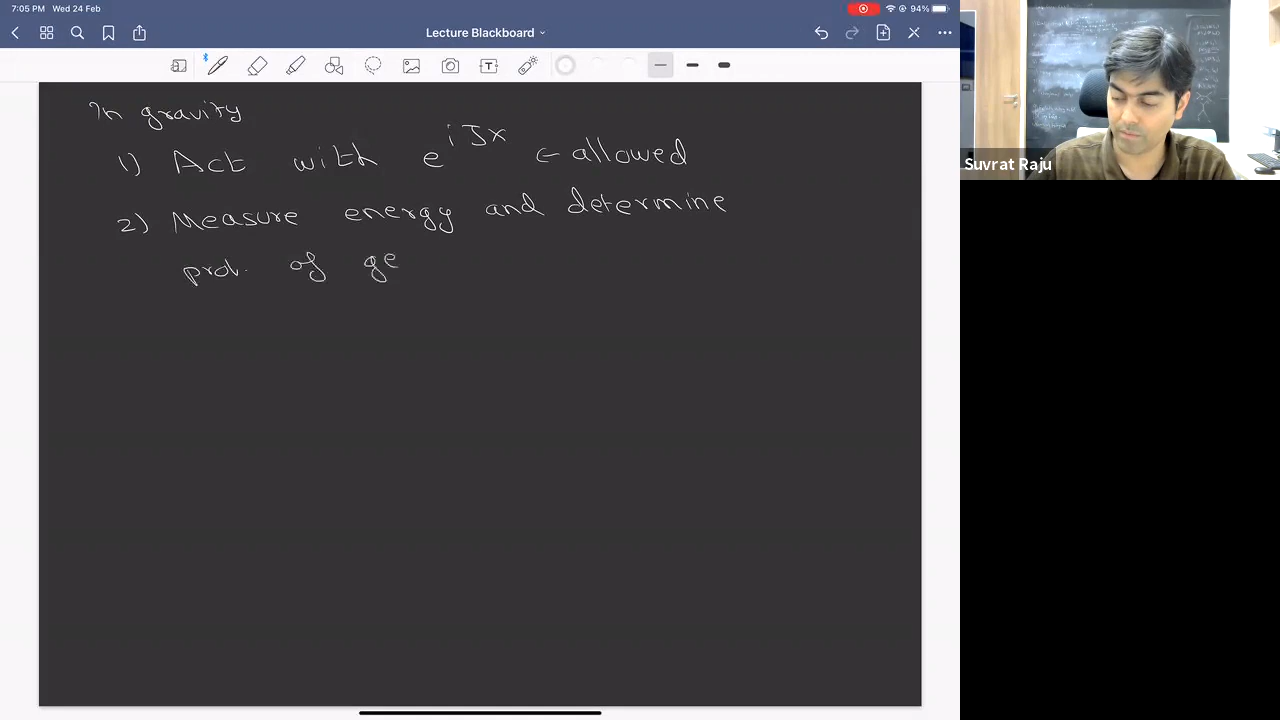 7:05 PM Wed 24 Feb
94%
Lecture Blackboard
T
In gravity
1) Act with e^{iJx} ← allowed
2) Measure energy and determine
prob. of ge
Suvrat Raju